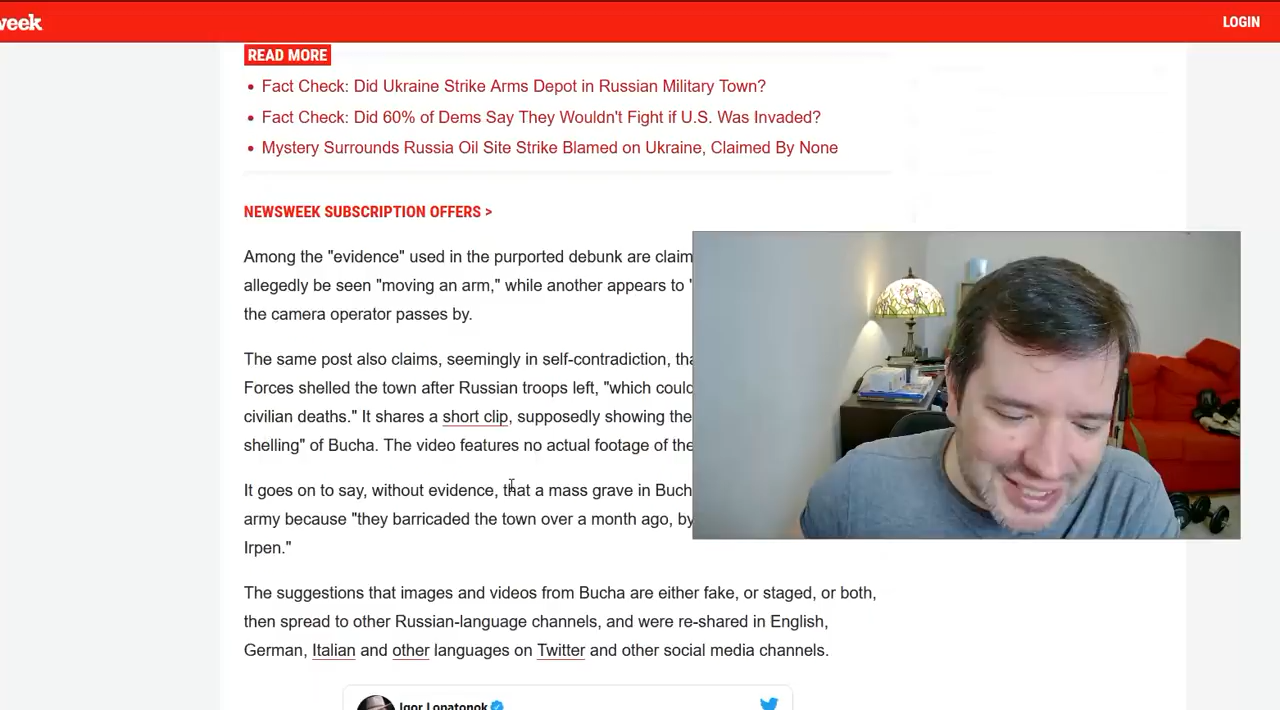 week
LOGIN
READ MORE
Fact Check: Did Ukraine Strike Arms Depot in Russian Military Town?
Fact Check: Did 60% of Dems Say They Wouldn't Fight if U.S. Was Invaded?
Mystery Surrounds Russia Oil Site Strike Blamed on Ukraine, Claimed By None
NEWSWEEK SUBSCRIPTION OFFERS >
Among the "evidence" used in the purported debunk are claim
allegedly be seen "moving an arm," while another appears to
the camera operator passes by.
The same post also claims, seemingly in self-contradiction,
Forces shelled the town after Russian troops left, "which could
civilian deaths." It shares a short clip, supposedly showing the
shelling" of Bucha. The video features no actual footage of the
It goes on to say, without evidence, that a mass grave in Buch
army because "they barricaded the town over a month ago, by
Irpen."
The suggestions that images and videos from Bucha are either fake, or staged, or both,
then spread to other Russian-language channels, and were re-shared in English,
German, Italian and other languages on Twitter and other social media channels.
Igor Lopatonok